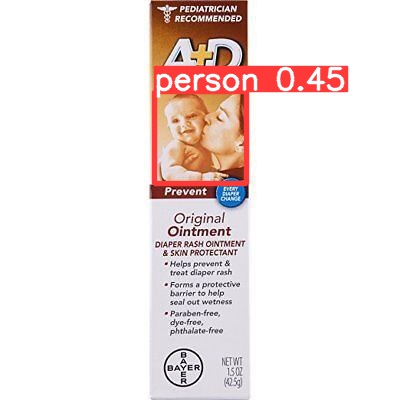 PEDIATRICIAN
RECOMMENDED
A+D
person 0.45
Prevent
EVERY
DIAPER
CHANGE
Original
Ointment
DIAPER RASH OINTMENT
& SKIN PROTECTANT
• Helps prevent &
treat diaper rash
• Forms a protective
barrier to help
seal out wetness
• Paraben-free,
dye-free,
phthalate-free
BAYER
BAYER
NET WT
1.5 OZ
(42.5g)